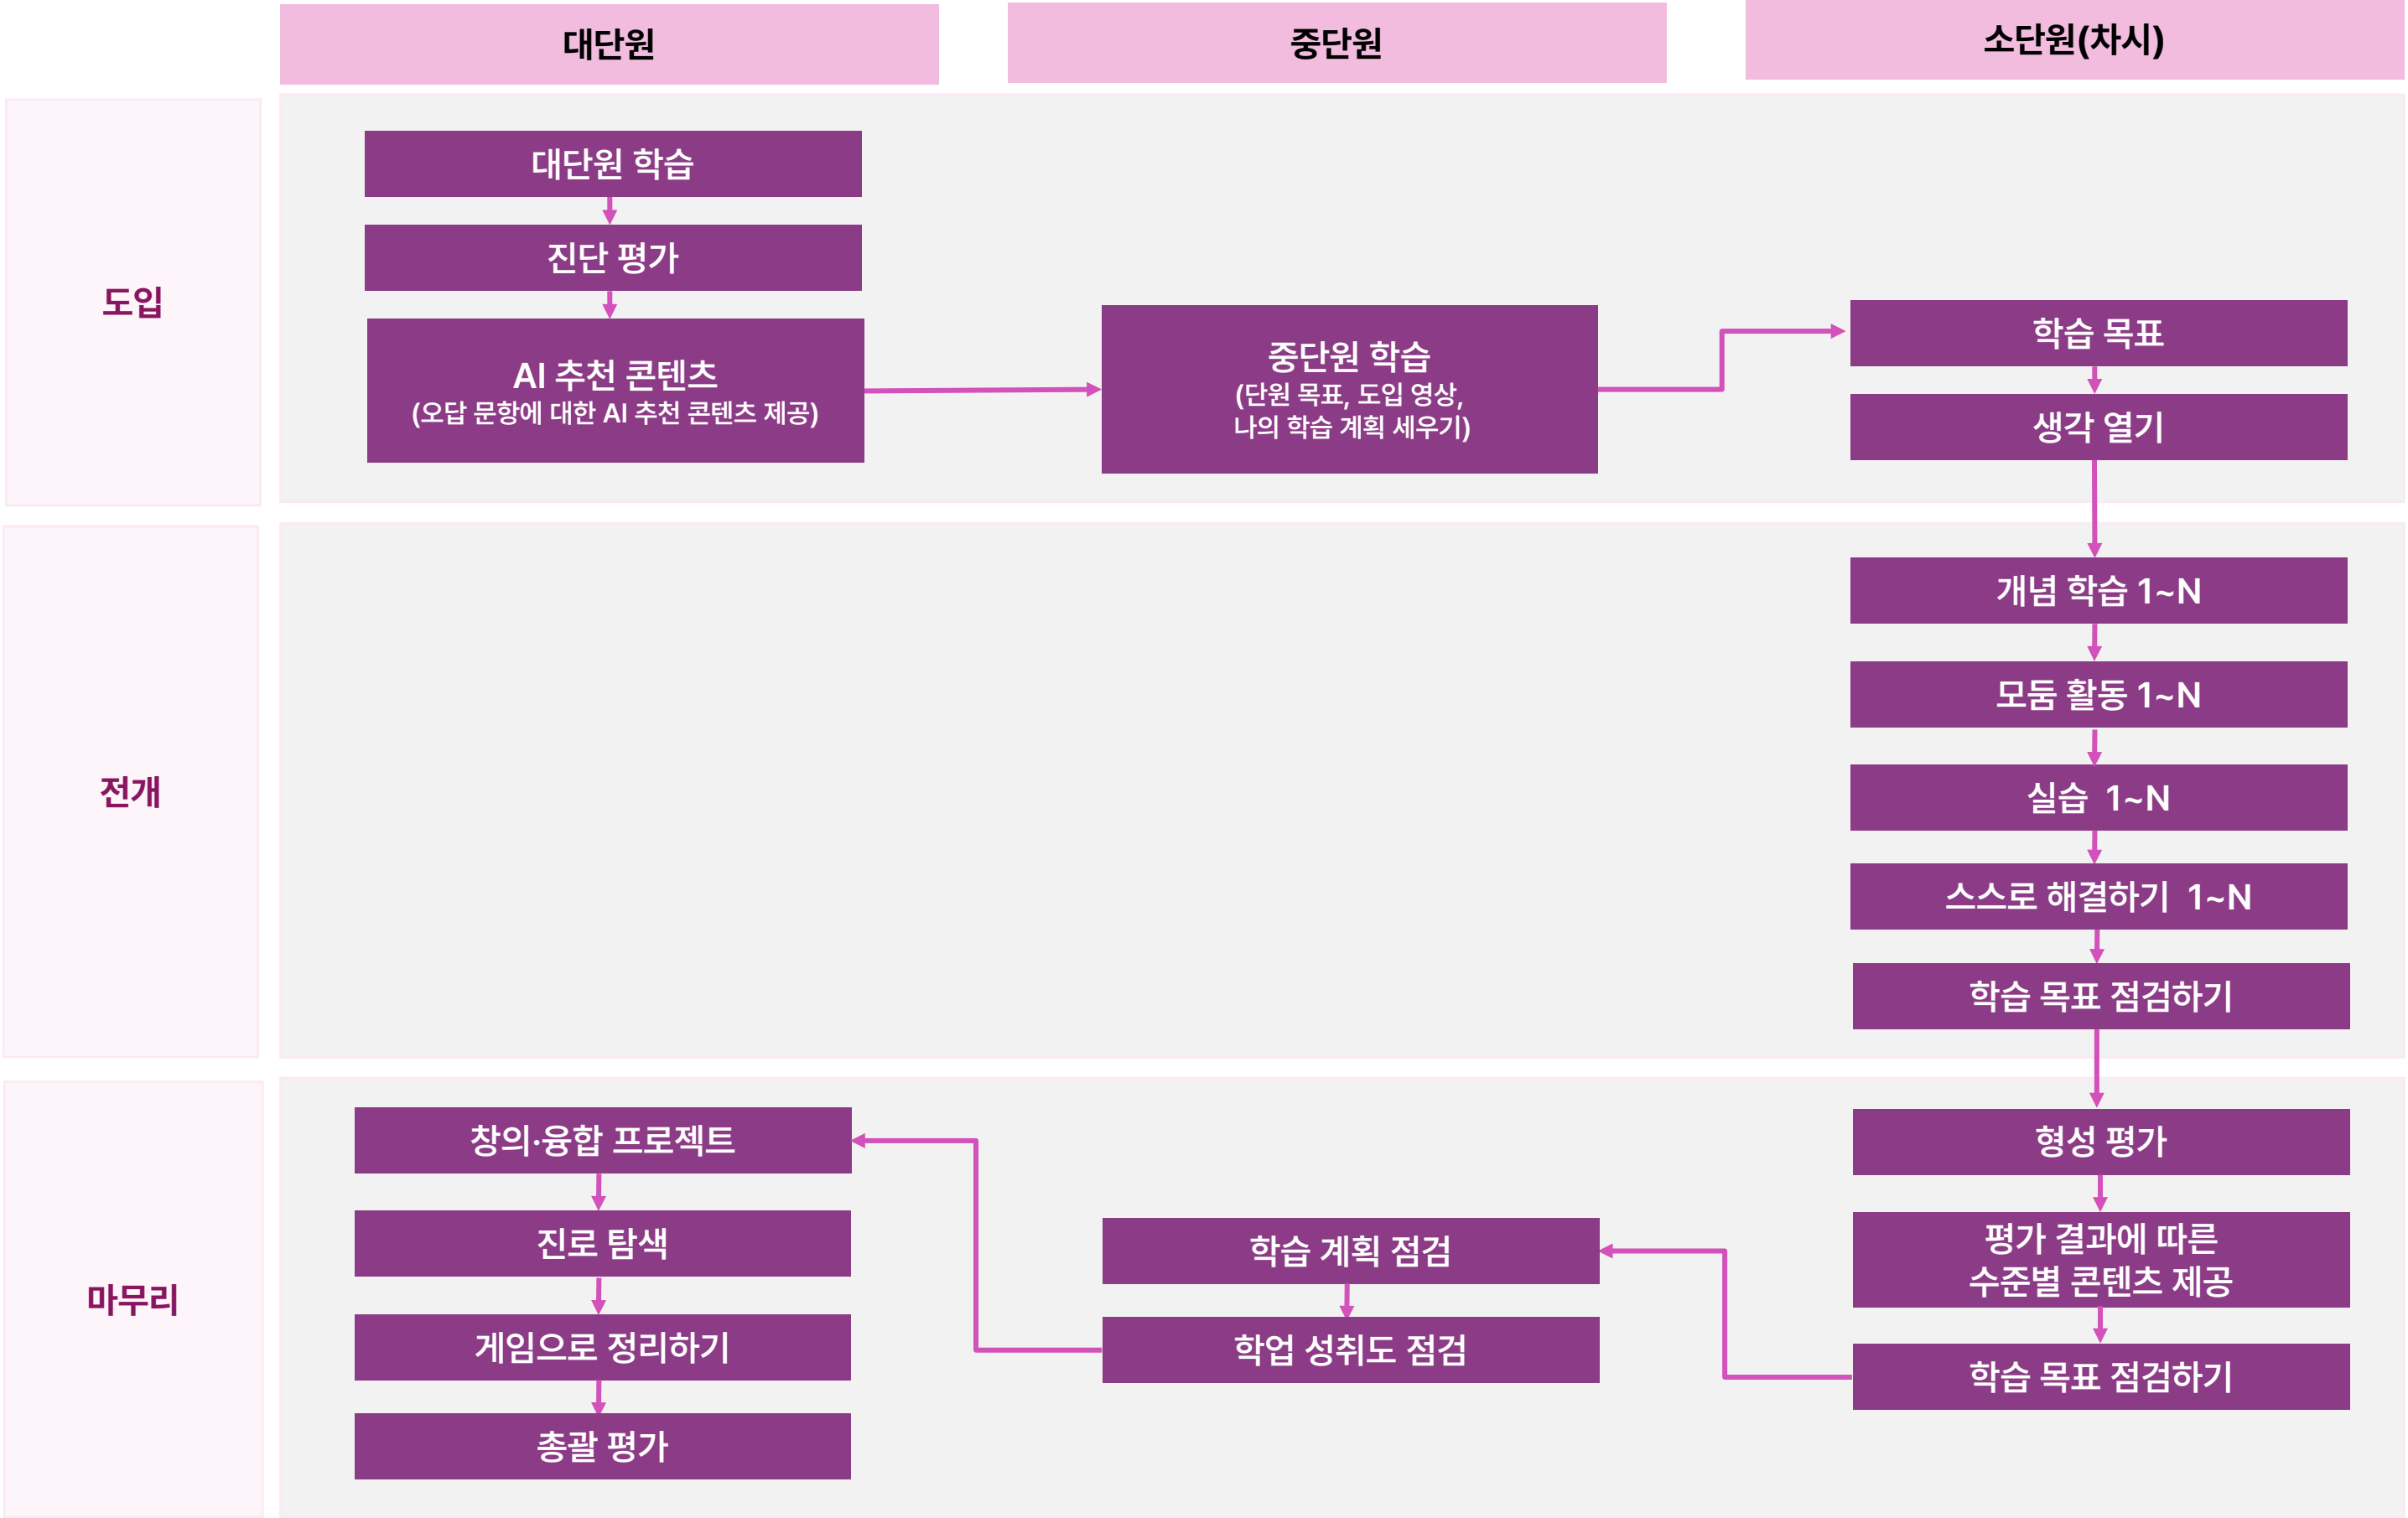 대단원
중단원
소단원(차시)
도입
대단원 학습
진단 평가
AI 추천 콘텐츠
(오답 문항에 대한 AI 추천 콘텐츠 제공)
중단원 학습
(단원 목표, 도입 영상,
나의 학습 계획 세우기)
학습 목표
생각 열기
전개
개념 학습 1~N
모둠 활동 1~N
실습 1~N
스스로 해결하기 1~N
학습 목표 점검하기
마무리
형성 평가
평가 결과에 따른
수준별 콘텐츠 제공
학습 목표 점검하기
학습 계획 점검
학업 성취도 점검
창의·융합 프로젝트
진로 탐색
게임으로 정리하기
총괄 평가